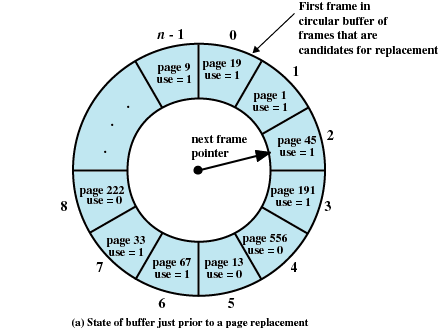 First frame in
circular buffer of
frames that are
candidates for replacement
n - 1
0
page 9
use = 1
page 19
use = 1
1
page 1
use = 1
2
page 45
use = 1
next frame
pointer
page 191
use = 1
3
page 556
use = 0
4
page 13
use = 0
5
page 67
use = 1
6
page 33
use = 1
7
page 222
use = 0
8
(a) State of buffer just prior to a page replacement